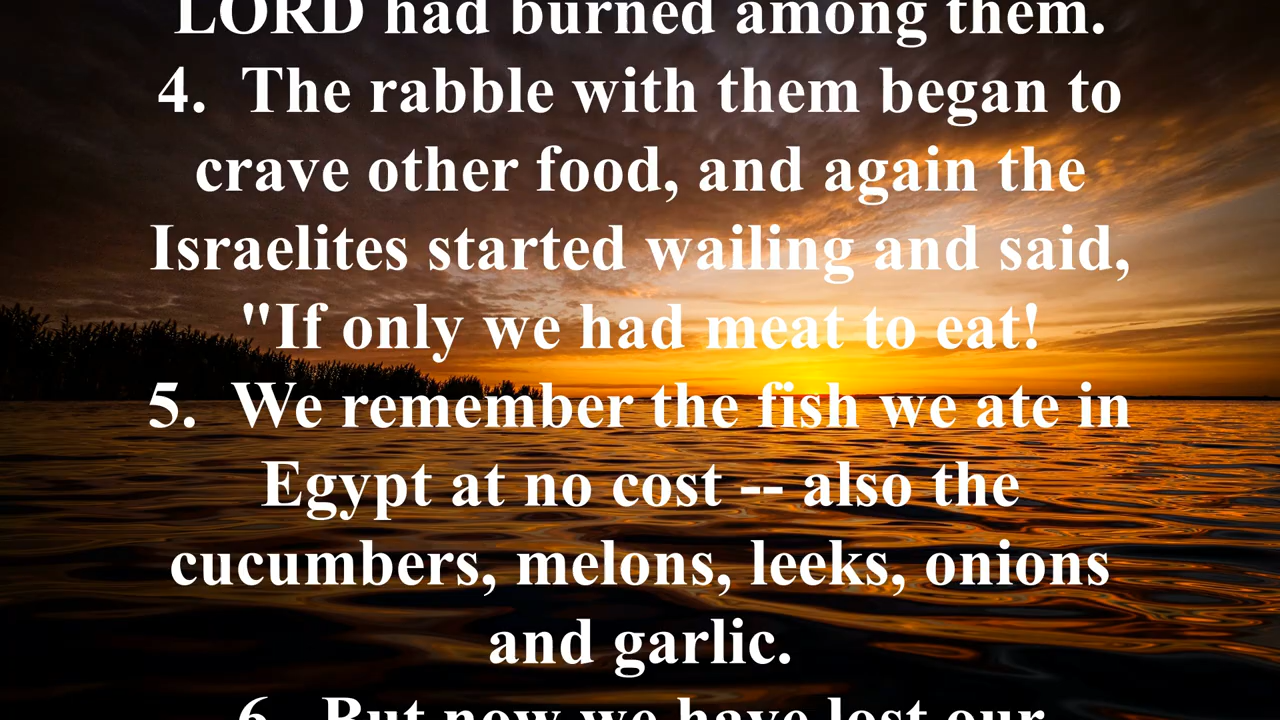 LORD had burned among them.
4. The rabble with them began to
crave other food, and again the
Israelites started wailing and said,
"If only we had meat to eat!
5. We remember the fish we ate in
Egypt at no cost -- also the
cucumbers, melons, leeks, onions
and garlic.
6. But now we have lost our